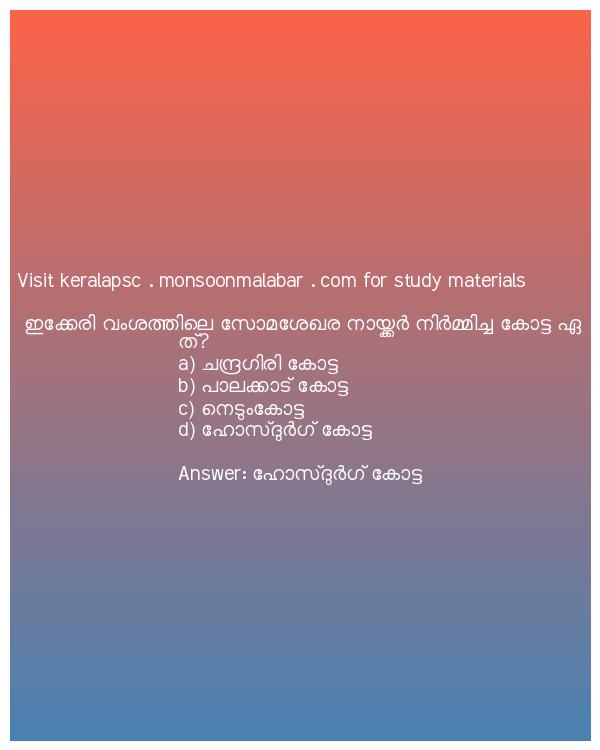 Visit keralapsc . monsoonmalabar . com for study materials
ഇക്കേരി വംശത്തിലെ സോമശേഖര നായ്ക്കർ നിർമ്മിച്ച കോട്ട ഏ
ത്?
a) ചന്ദ്രഗിരി കോട്ട
b) പാലക്കാട് കോട്ട
c) നെടുംകോട്ട
d) ഹോസ്ദുർഗ് കോട്ട
Answer: ഹോസ്ദുർഗ് കോട്ട